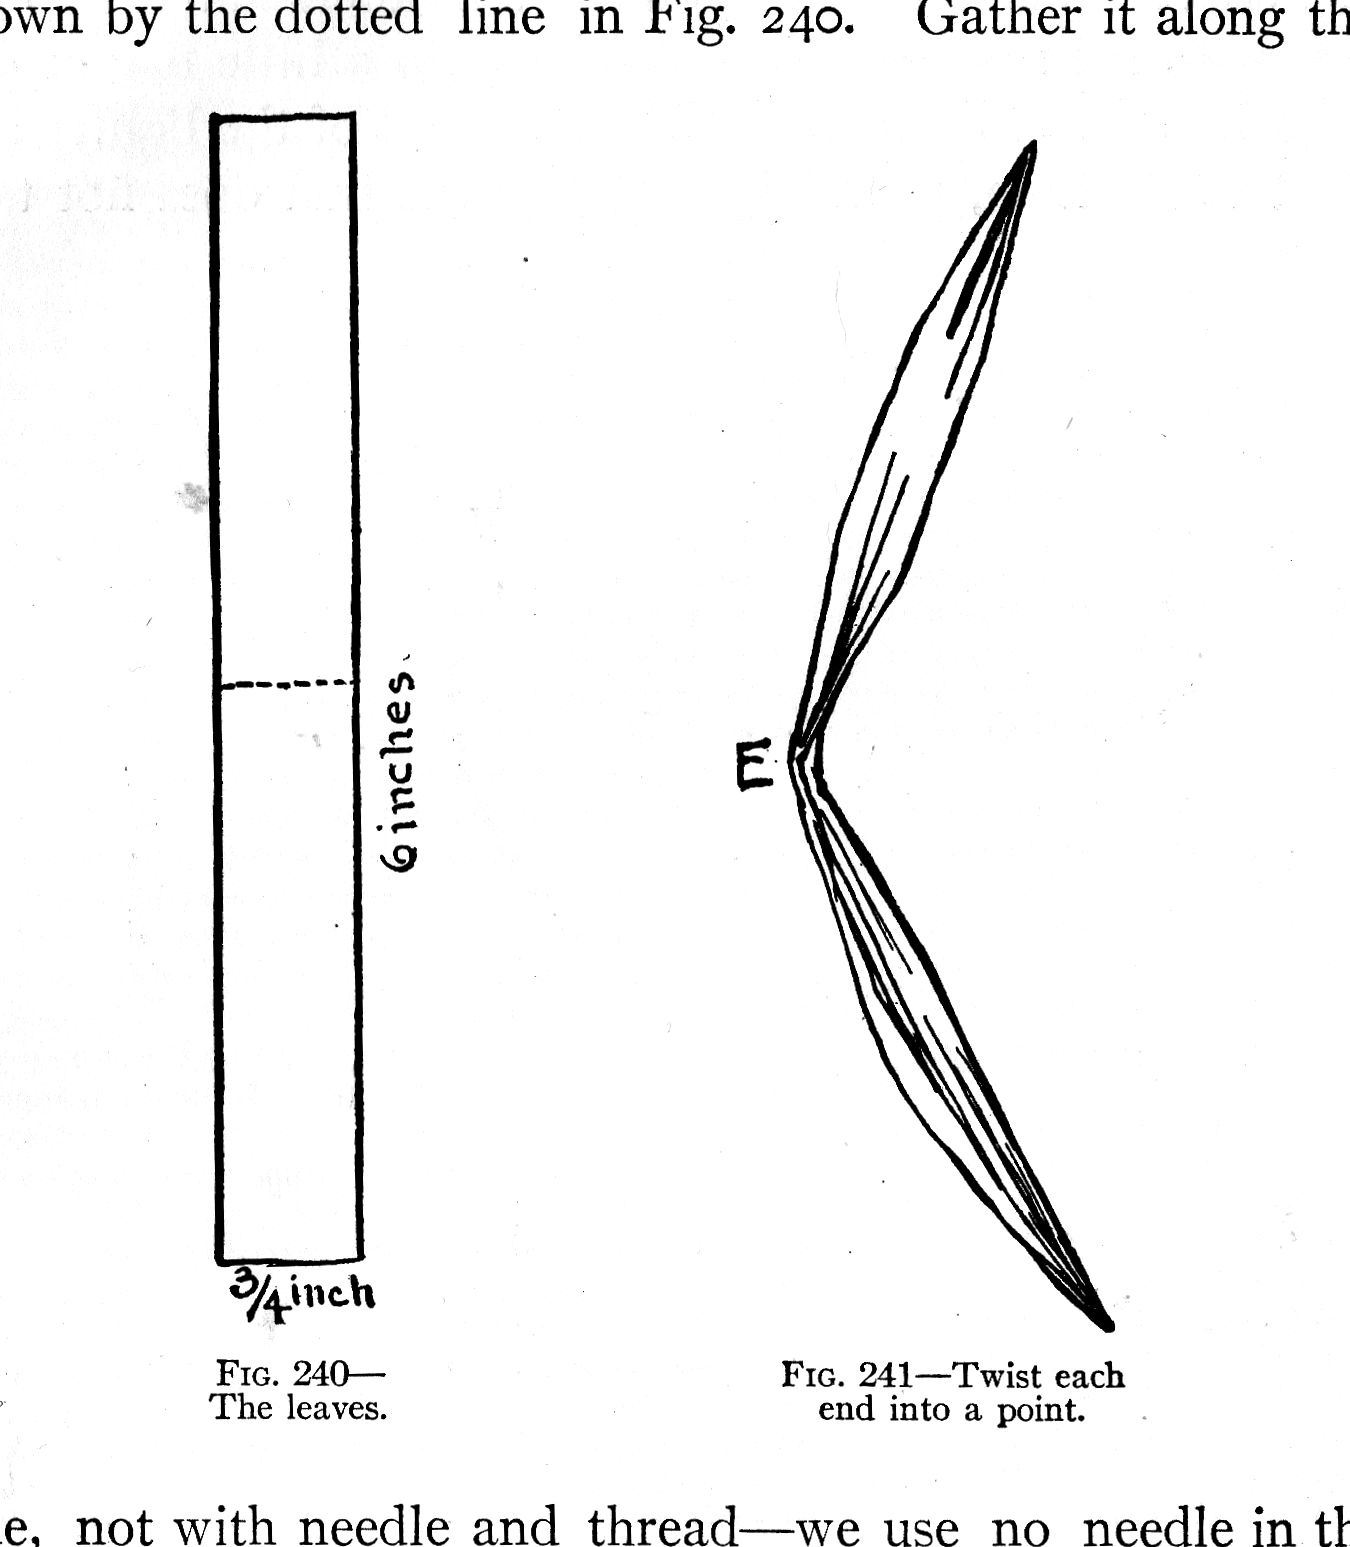 own by the dotted line in Fig. 240. Gather it along th
6 inches
E
3/4 inch
FIG. 240—
The leaves.
FIG. 241—Twist each
end into a point.
e, not with needle and thread—we use no needle in th